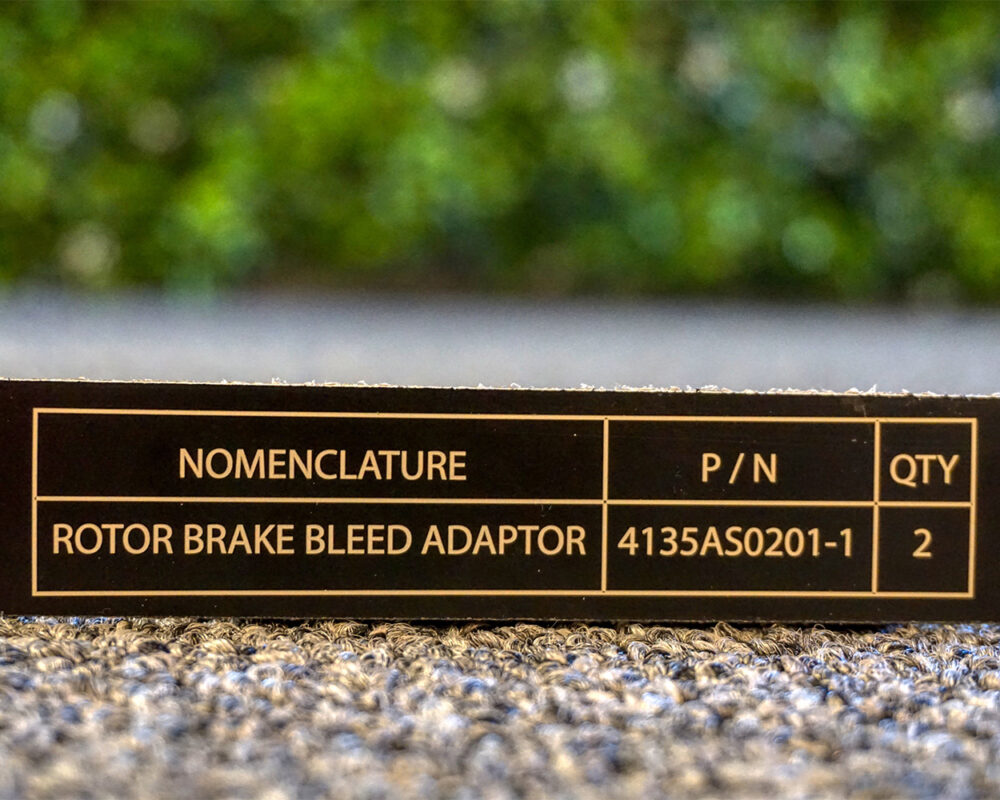 NOMENCLATURE P/N QTY
ROTOR BRAKE BLEED ADAPTOR 4135AS0201-1 2